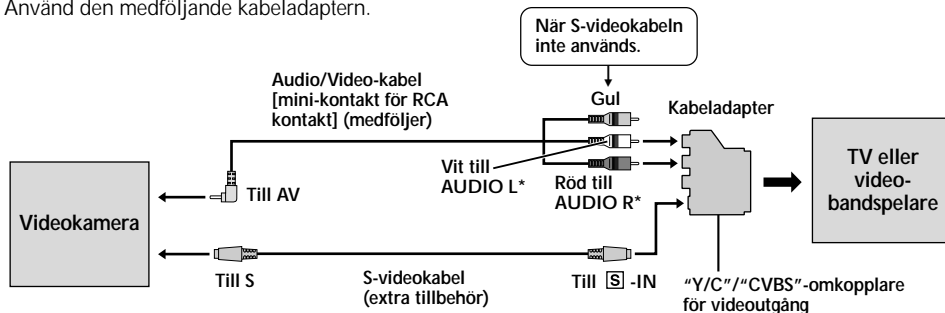 Använd den medföljande kabeladaptern.
När S-videokabeln
inte används.
Audio/Video-kabel
[mini-kontakt för RCA
kontakt] (medföljer)
Gul
Kabeladapter
Vit till
AUDIO L*
Röd till
AUDIO R*
TV eller
video-
bandspelare
Videokamera
Till AV
Till S
S-videokabel
(extra tillbehör)
Till S -IN
"Y/C"/"CVBS"-omkopplare
för videoutgång